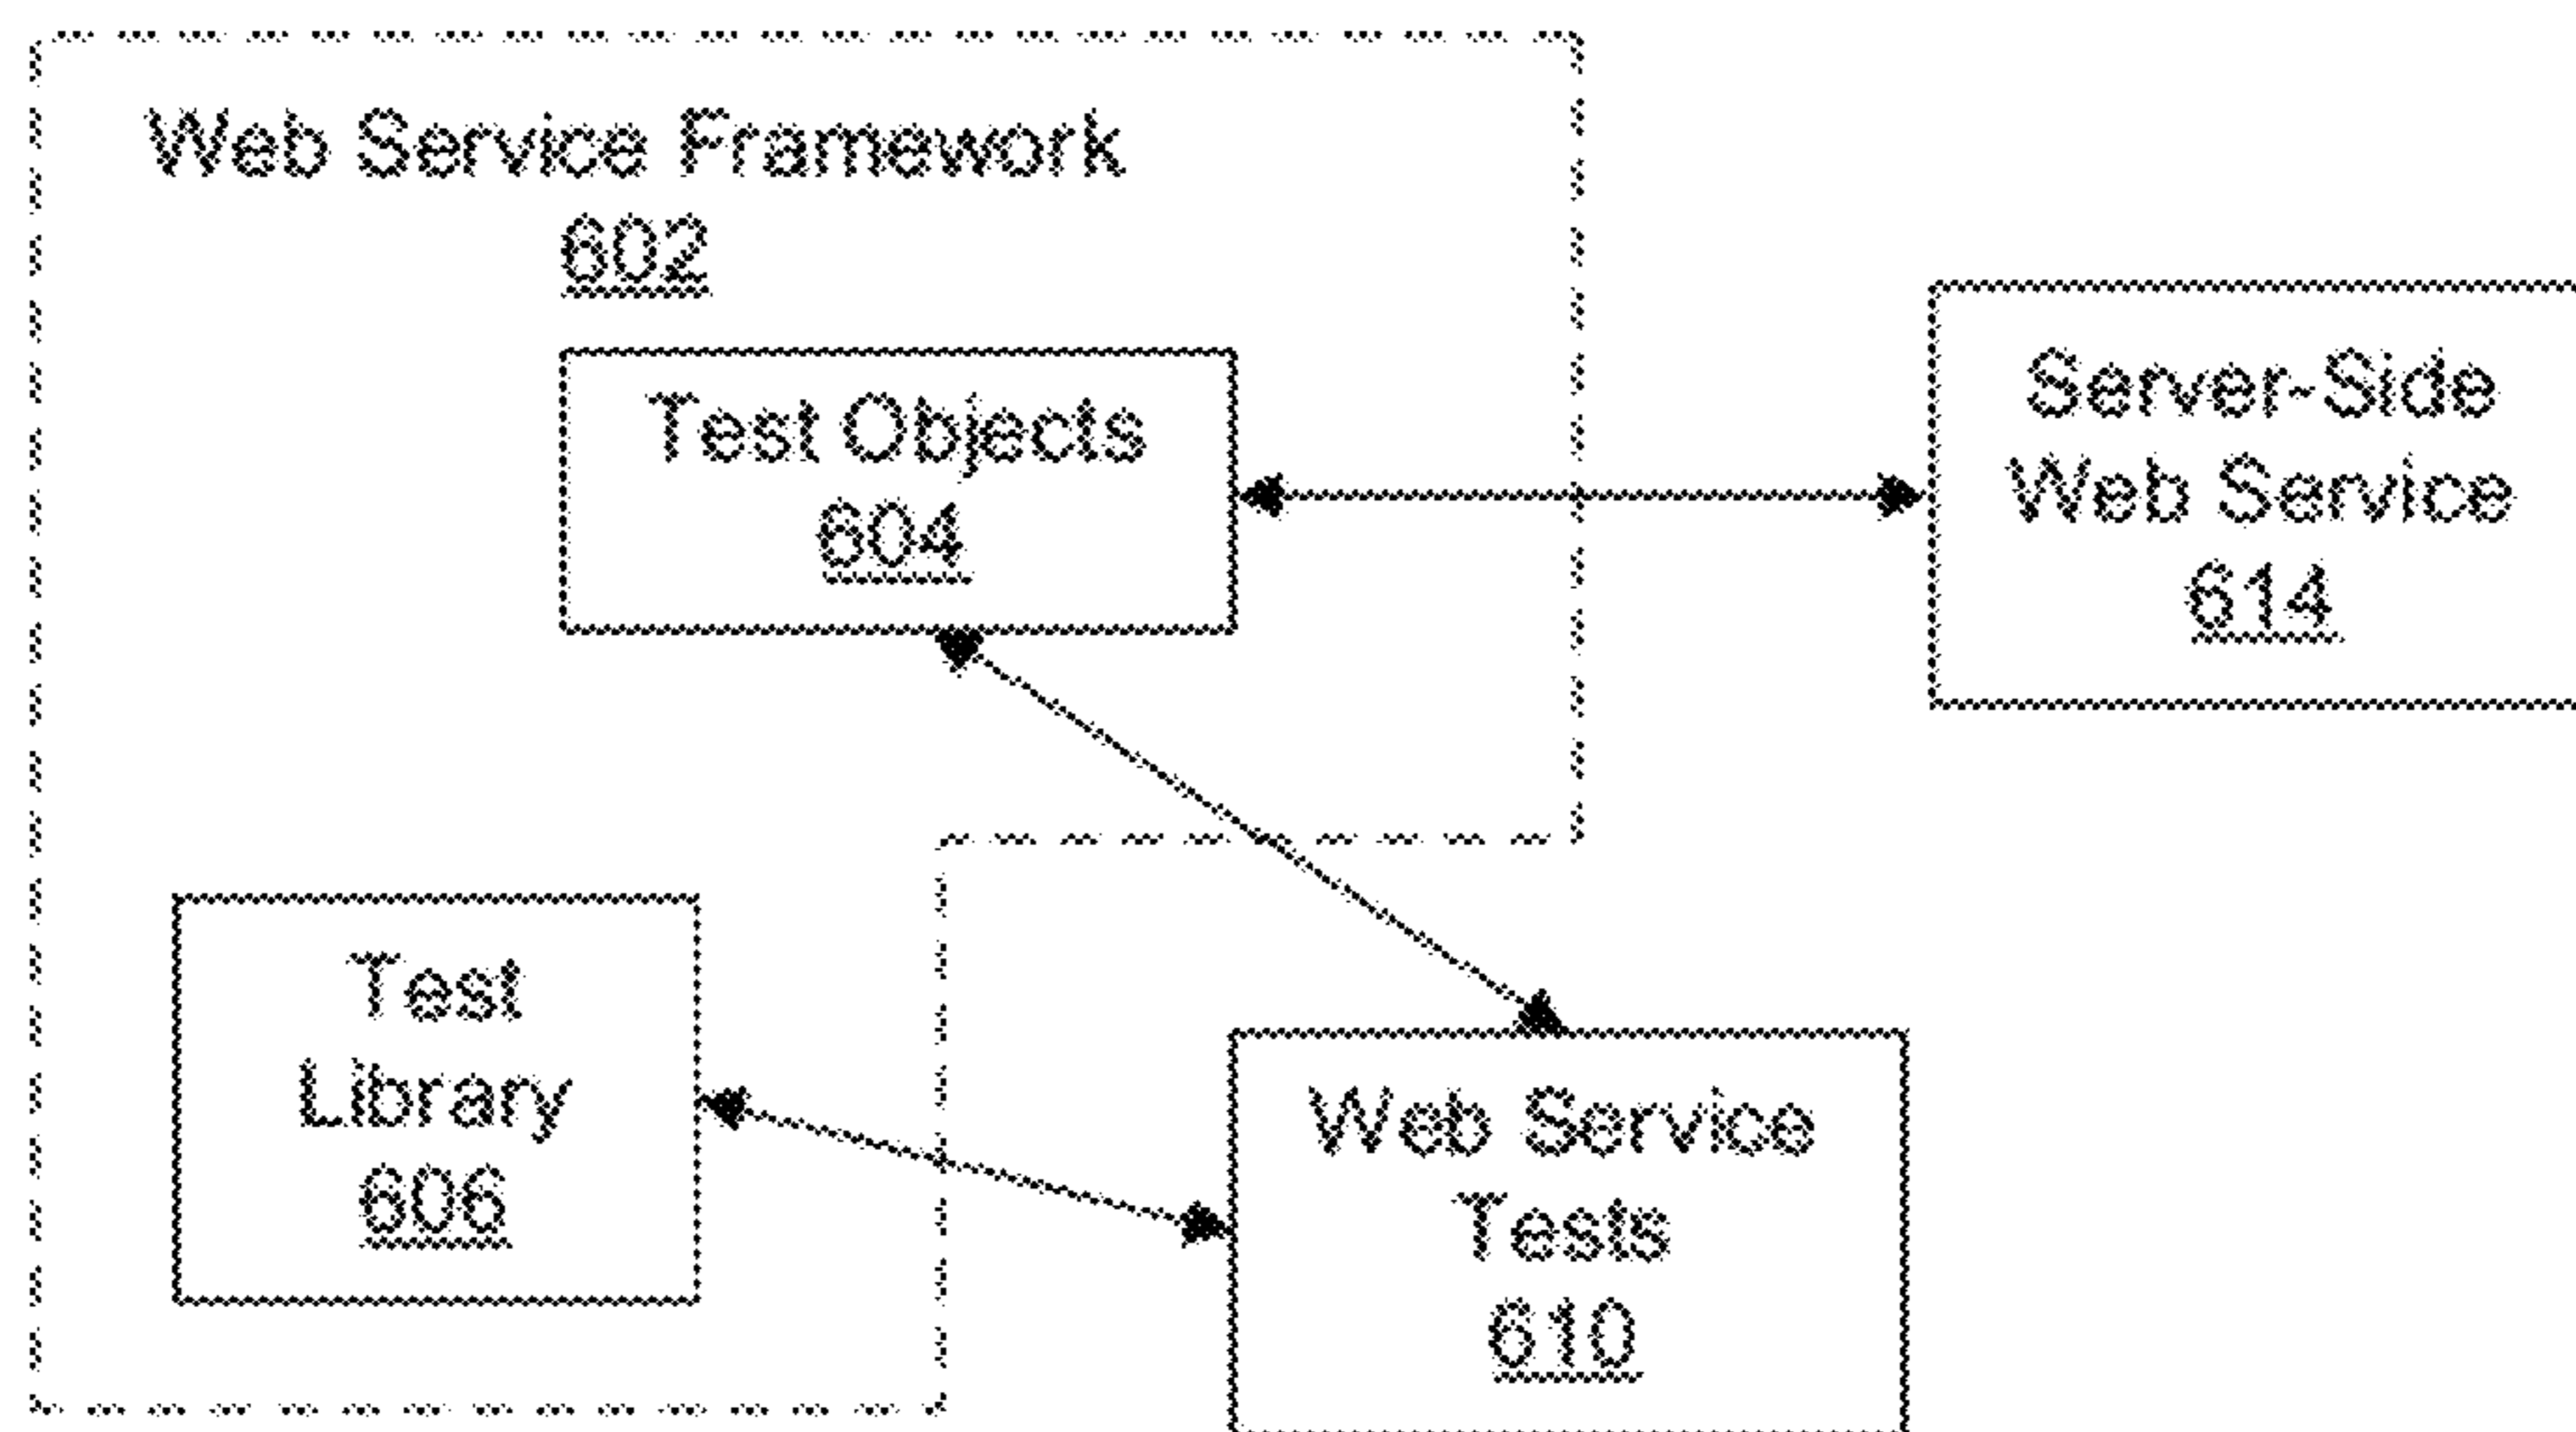 Web Service Framework
602
Test Objects
604
Server-Side
Web Service
614
Test
Library
606
Web Service
Tests
610